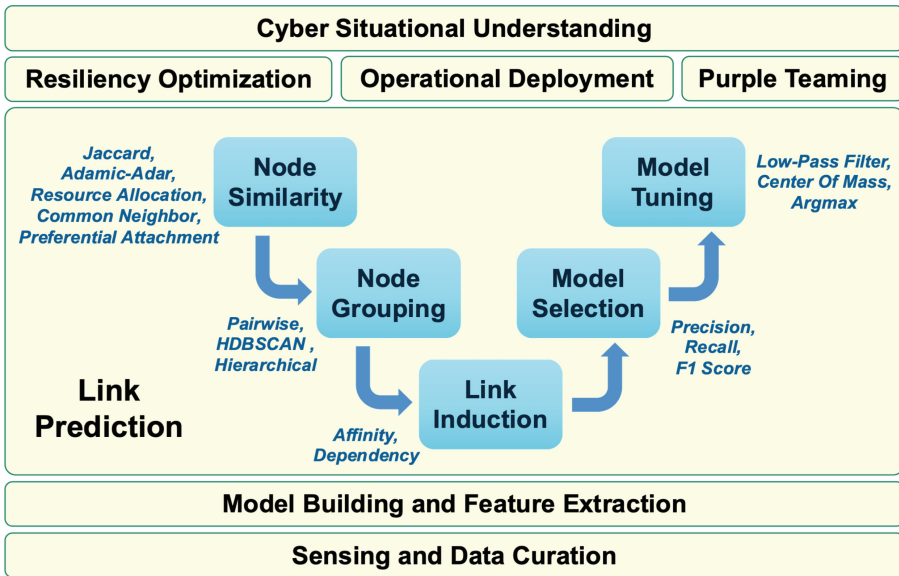 Cyber Situational Understanding
Resiliency Optimization
Operational Deployment
Purple Teaming
Jaccard,
Adamic-Adar,
Resource Allocation,
Common Neighbor,
Preferential Attachment
Node
Similarity
Model
Tuning
Low-Pass Filter,
Center Of Mass,
Argmax
Node
Grouping
Model
Selection
Pairwise,
HDBSCAN ,
Hierarchical
Precision,
Recall,
F1 Score
Link
Prediction
Link
Induction
Affinity,
Dependency
Model Building and Feature Extraction
Sensing and Data Curation